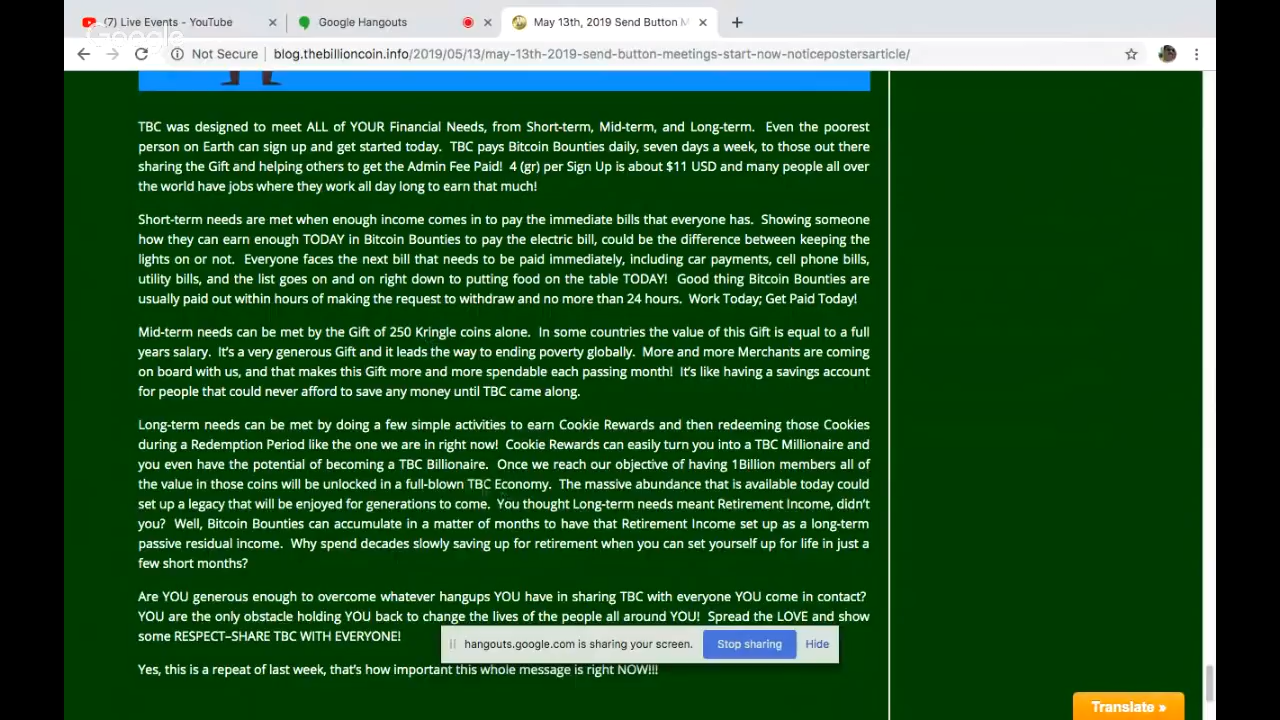 (7) Live Events - YouTube
Google Hangouts
May 13th, 2019 Send Button M
Google
Not Secure
blog.thebillioncoin.info/2019/05/13/may-13th-2019-send-button-meetings-start-now-noticepostersarticle/
TBC was designed to meet ALL of YOUR Financial Needs, from Short-term, Mid-term, and Long-term. Even the poorest
person on Earth can sign up and get started today. TBC pays Bitcoin Bounties daily, seven days a week, to those out there
sharing the Gift and helping others to get the Admin Fee Paid! 4 (gr) per Sign Up is about $11 USD and many people all over
the world have jobs where they work all day long to earn that much!
Short-term needs are met when enough income comes in to pay the immediate bills that everyone has. Showing someone
how they can earn enough TODAY in Bitcoin Bounties to pay the electric bill, could be the difference between keeping the
lights on or not. Everyone faces the next bill that needs to be paid immediately, including car payments, cell phone bills,
utility bills, and the list goes on and on right down to putting food on the table TODAY! Good thing Bitcoin Bounties are
usually paid out within hours of making the request to withdraw and no more than 24 hours. Work Today; Get Paid Today!
Mid-term needs can be met by the Gift of 250 Kringle coins alone. In some countries the value of this Gift is equal to a full
years salary. It's a very generous Gift and it leads the way to ending poverty globally. More and more Merchants are coming
on board with us, and that makes this Gift more and more spendable each passing month! It's like having a savings account
for people that could never afford to save any money until TBC came along.
Long-term needs can be met by doing a few simple activities to earn Cookie Rewards and then redeeming those Cookies
during a Redemption Period like the one we are in right now! Cookie Rewards can easily turn you into a TBC Millionaire and
you even have the potential of becoming a TBC Billionaire. Once we reach our objective of having 1Billion members all of
the value in those coins will be unlocked in a full-blown TBC Economy. The massive abundance that is available today could
set up a legacy that will be enjoyed for generations to come. You thought Long-term needs meant Retirement Income, didn't
you? Well, Bitcoin Bounties can accumulate in a matter of months to have that Retirement Income set up as a long-term
passive residual income. Why spend decades slowly saving up for retirement when you can set yourself up for life in just a
few short months?
Are YOU generous enough to overcome whatever hangups YOU have in sharing TBC with everyone YOU come in contact?
YOU are the only obstacle holding YOU back to change the lives of the people all around YOU! Spread the LOVE and show
some RESPECT–SHARE TBC WITH EVERYONE!
hangouts.google.com is sharing your screen.
Stop sharing
Hide
Yes, this is a repeat of last week, that's how important this whole message is right NOW!!!
Translate »